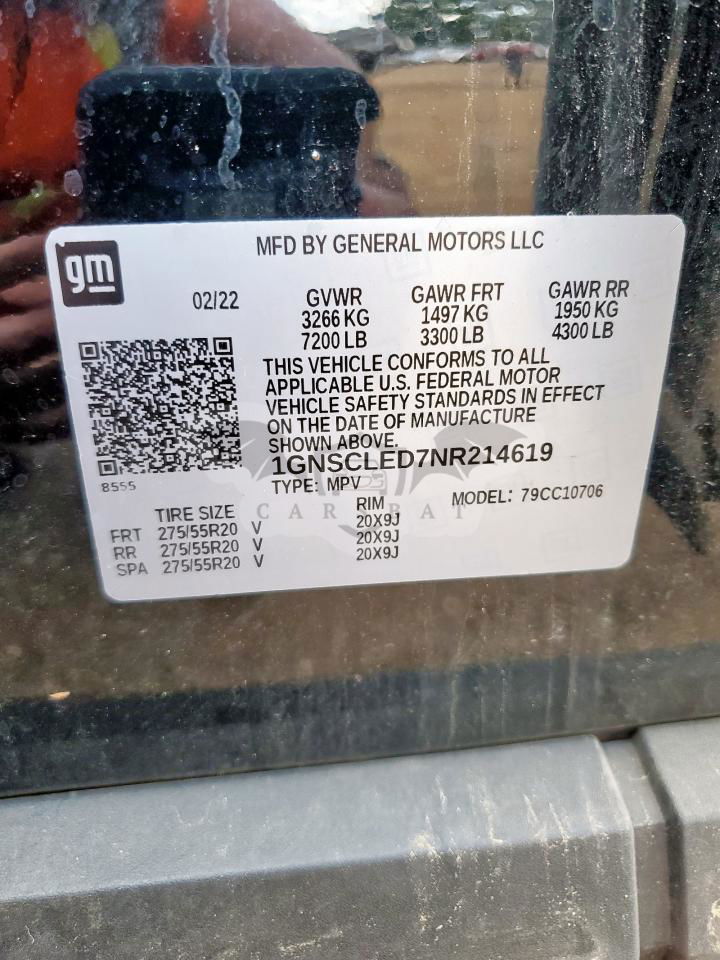 MFD BY GENERAL MOTORS LLC
gm
02/22
GVWR GAWR FRT GAWR RR
3266 KG 1497 KG 1950 KG
7200 LB 3300 LB 4300 LB
THIS VEHICLE CONFORMS TO ALL
APPLICABLE U.S. FEDERAL MOTOR
VEHICLE SAFETY STANDARDS IN EFFECT
ON THE DATE OF MANUFACTURE
SHOWN ABOVE.
1GNSCLED7NR214619
8555
TYPE: MPV
MODEL: 79CC10706
CAR BAT
TIRE SIZE RIM
FRT 275/55R20 V 20X9J
RR 275/55R20 V 20X9J
SPA 275/55R20 V 20X9J